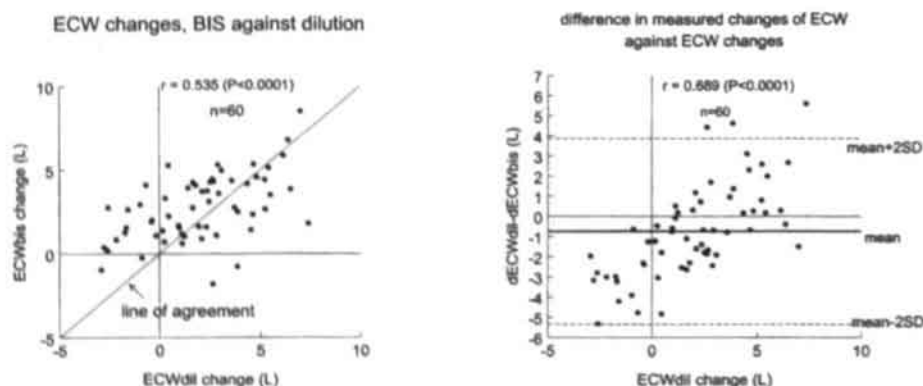 ECW changes, BIS against dilution
r = 0.535 (P<0.0001)
n=60
10
5
0
-5
ECWbis change (L)
line of agreement
-5
0
5
10
ECWdil change (L)
difference in measured changes of ECW
against ECW changes
r = 0.689 (P<0.0001)
n=60
7
6
5
4
3
2
1
0
-1
-2
-3
-4
-5
-6
dECWdil-dECWbis (L)
mean+2SD
mean
mean-2SD
-5
0
5
10
ECWdil change (L)